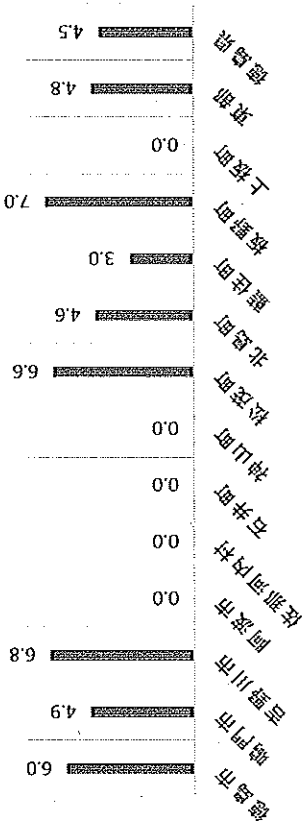 徳島市 6.0
鳴門市 4.9
吉野川市 6.8
阿波市 0.0
佐那河内村 0.0
石井町 0.0
神山町 0.0
松茂町 6.6
北島町 4.6
藍住町 3.0
板野町 7.0
上板町 0.0
東部 4.8
徳島県 4.5